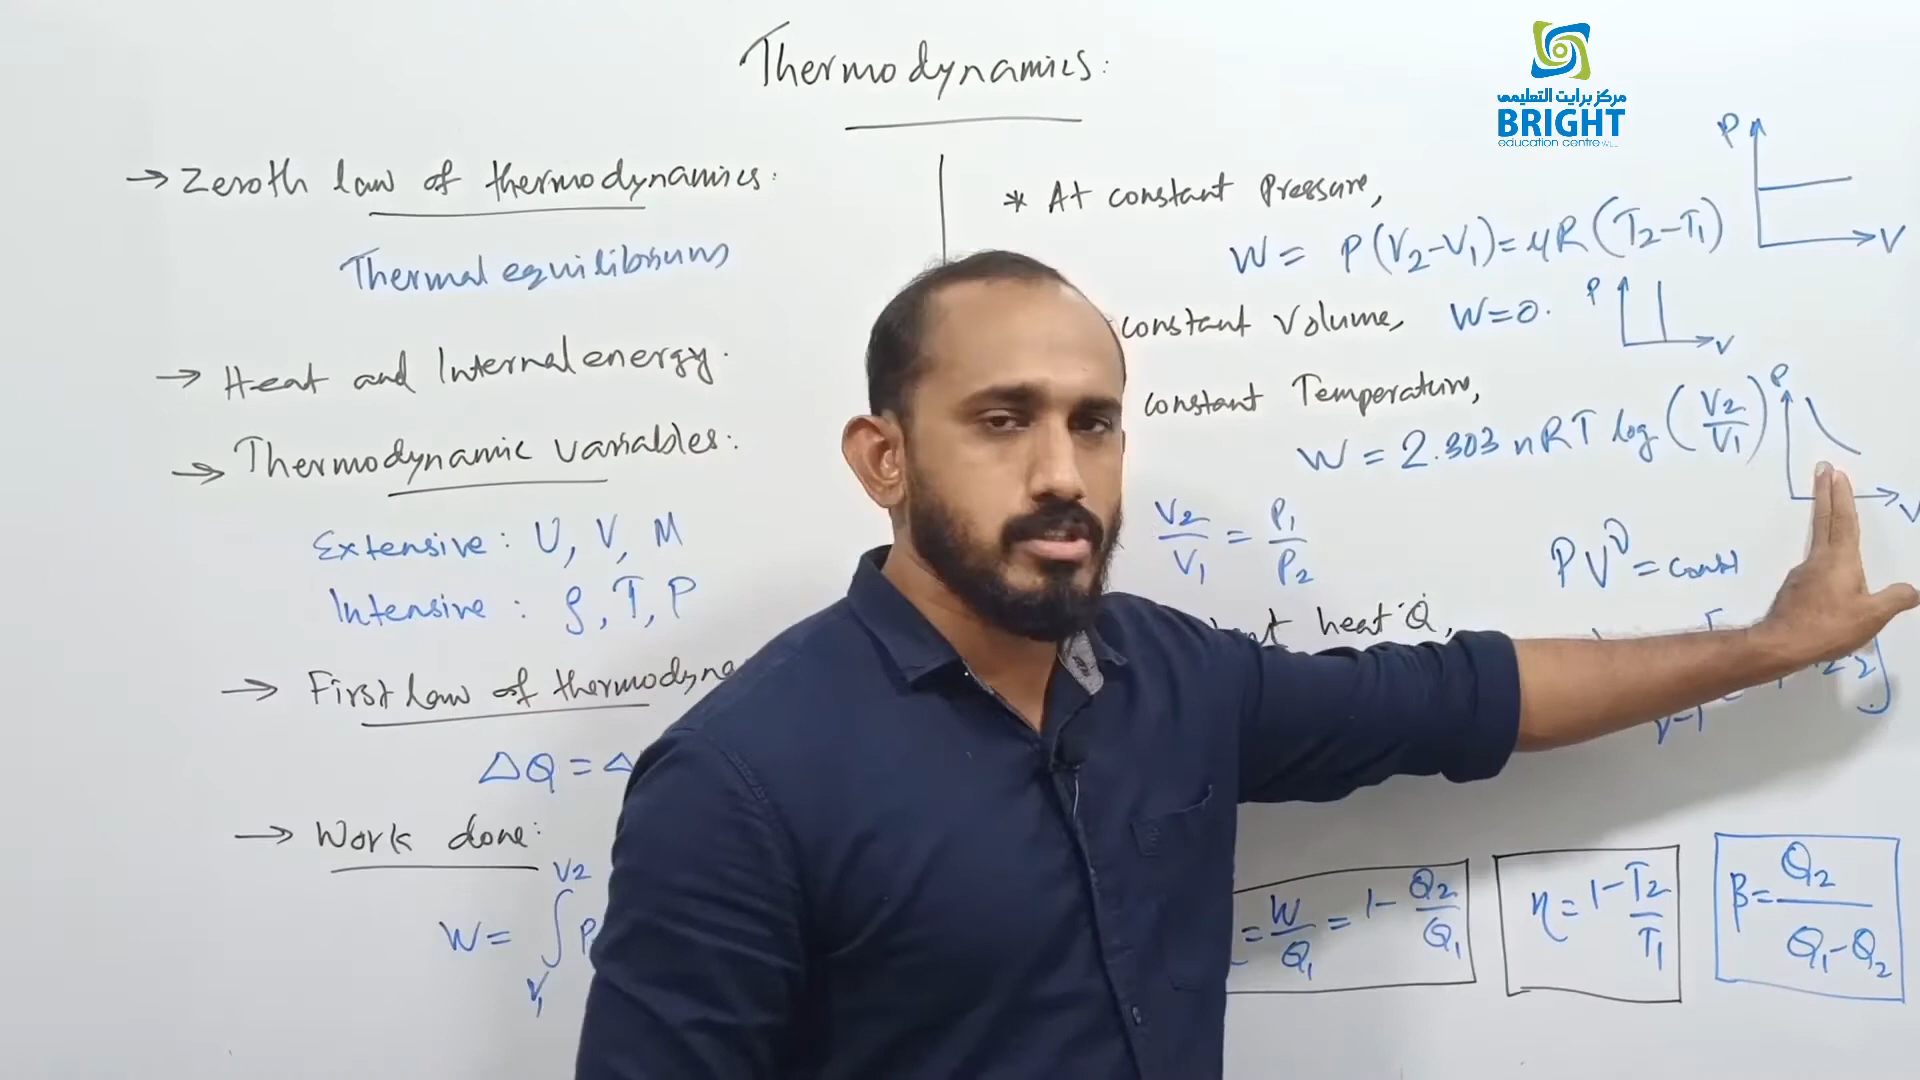 Thermodynamics:
مركز برايت التعليمي
BRIGHT
education centre W.L.L
→ Zeroth law of thermodynamics:
Thermal equilibriums
→ Heat and Internal energy.
→ Thermodynamic variables:
Extensive: U, V, M
Intensive: ρ, T, P
→ First law of thermodyna
ΔQ = Δ
→ Work done:
W = ∫ V2 V1 P
* At constant Pressure,
W = P(V2-V1) = μR(T2-T1)
P
V
constant Volume, W=0.
P
V
constant Temperature,
W = 2.303 nRT log (V2/V1)
P
V
V2/V1 = P1/P2
PV^γ = const
heat Q,
= W/Q1 = 1- Q2/Q1
η = 1- T2/T1
β = Q2/(Q1-Q2)